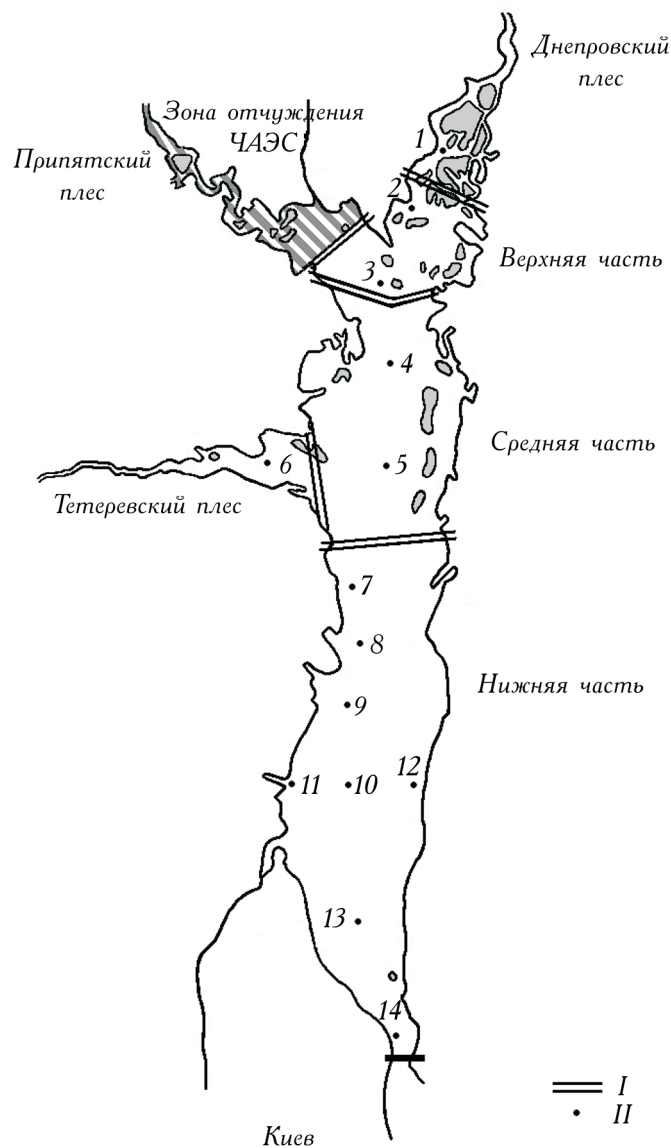 Днепровский
плес
Зона отчуждения
ЧАЭС
Припятский
плес
1
2
Верхняя часть
3
4
Средняя часть
5
6
Тетеревский плес
7
8
Нижняя часть
9
11
10
12
13
14
I
II
Киев